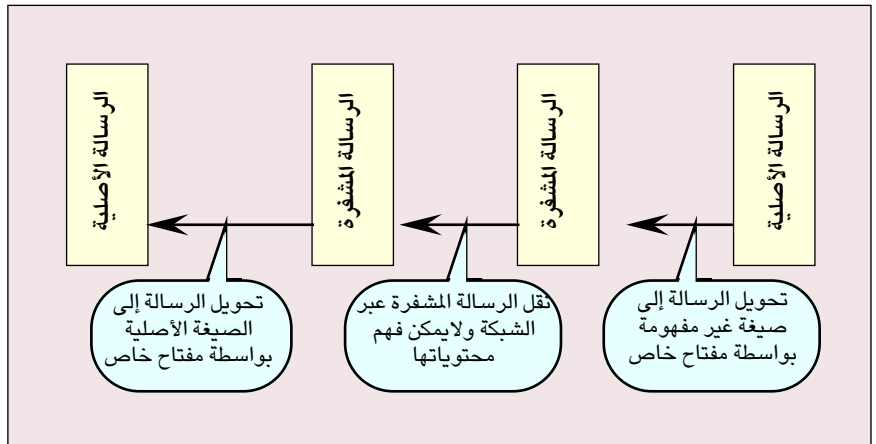 الرسالة الأصلية
الرسالة المشفرة
الرسالة المشفرة
الرسالة الأصلية
تحويل الرسالة إلى
صيغة غير مفهومة
بواسطة مفتاح خاص
نقل الرسالة المشفرة عبر
الشبكة ولايمكن فهم
محتوياتها
تحويل الرسالة إلى
الصيغة الأصلية
بواسطة مفتاح خاص